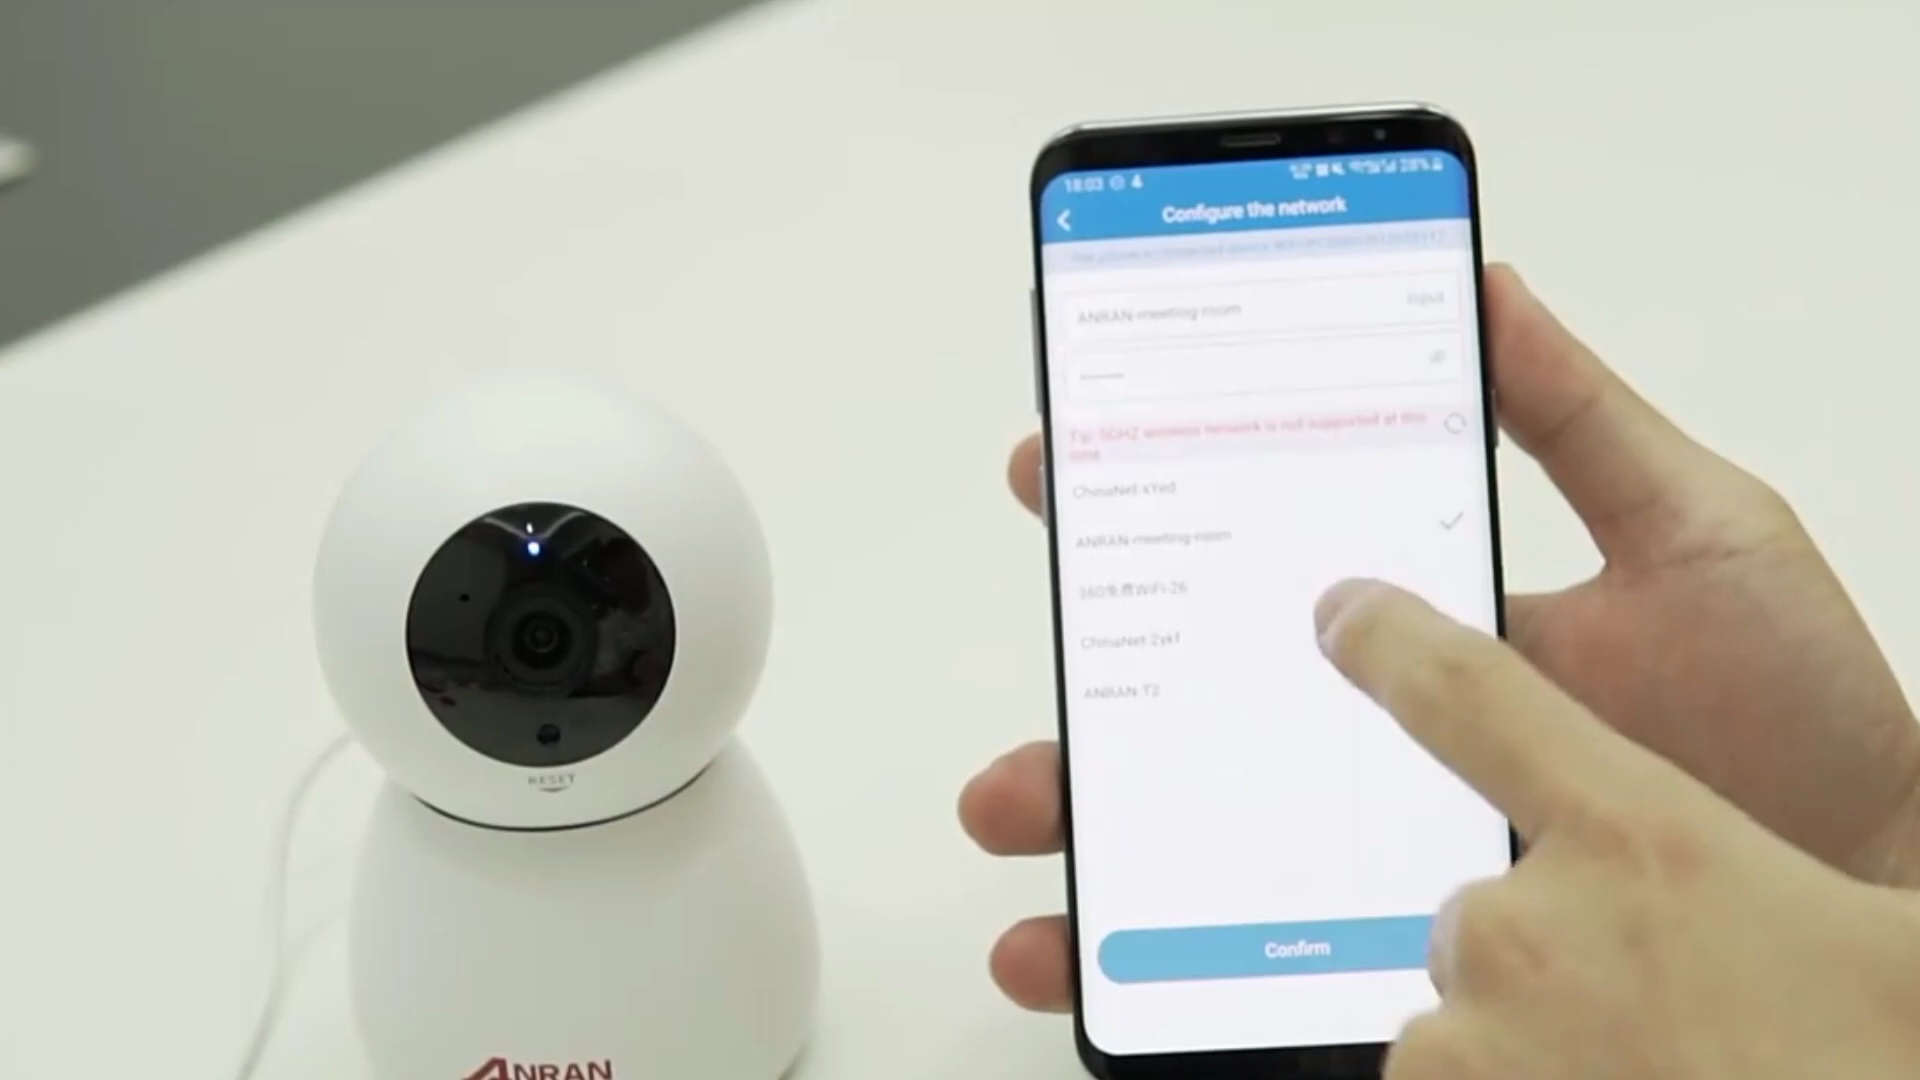 18:03
28%
Configure the network
ANRAN-meeting-room
Input
Tip: 5GHZ wireless network is not supported at this
time
ChinaNet-xYed
ANRAN-meeting-room
360免费WiFi-26
ChinaNet-2ykf
ANRAN-T2
Confirm
RESET
ANRAN